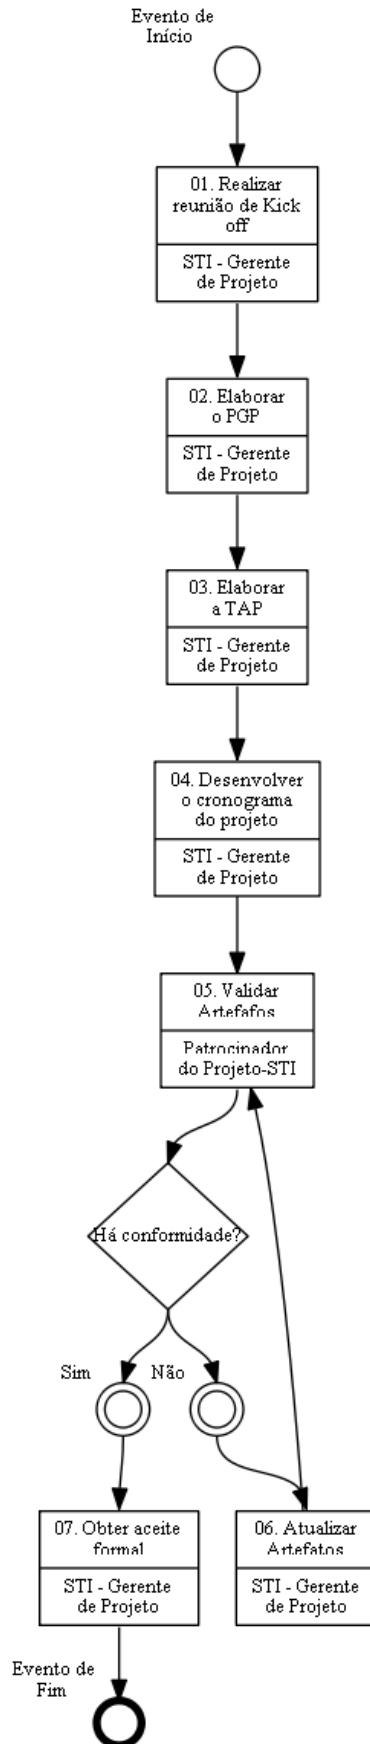 Evento de
Início
01. Realizar
reunião de Kick
off
STI - Gerente
de Projeto
02. Elaborar
o PGP
STI - Gerente
de Projeto
03. Elaborar
a TAP
STI - Gerente
de Projeto
04. Desenvolver
o cronograma
do projeto
STI - Gerente
de Projeto
05. Validar
Artefafos
Patrocinador
do Projeto-STI
Há conformidade?
Sim
Não
07. Obter aceite
formal
STI - Gerente
de Projeto
06. Atualizar
Artefatos
STI - Gerente
de Projeto
Evento de
Fim